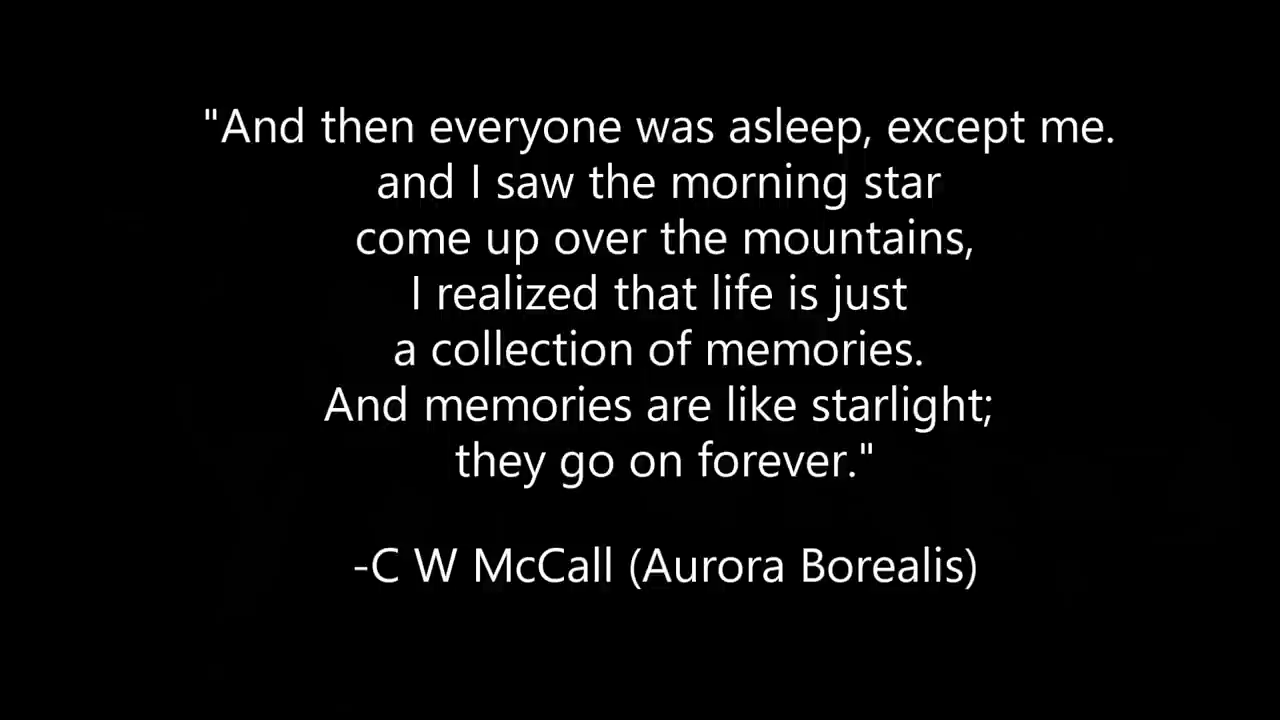 "And then everyone was asleep, except me.
and I saw the morning star
come up over the mountains,
I realized that life is just
a collection of memories.
And memories are like starlight;
they go on forever."
-C W McCall (Aurora Borealis)